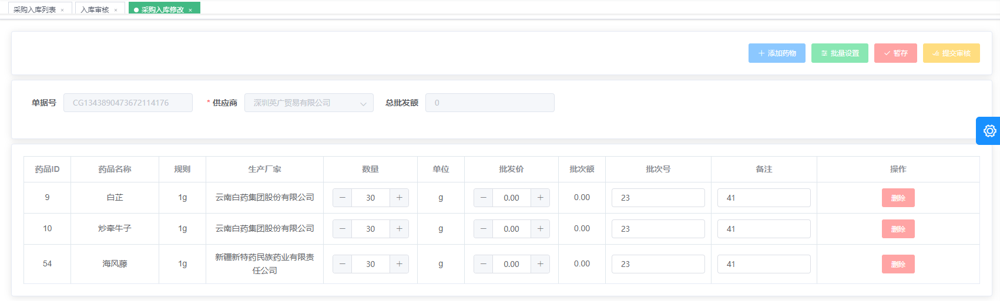 采购入库列表 ×
入库审核 ×
采购入库修改 ×
添加药物
批量设置
暂存
提交审核
单据号 CG1343890473672114176
* 供应商 深圳英广贸易有限公司
总批发额 0
药品ID 药品名称 规则 生产厂家 数量 单位 批发价 批次额 批次号 备注 操作
9 白芷 1g 云南白药集团股份有限公司 − 30 + g − 0.00 + 0.00 23 41 删除
10 炒牵牛子 1g 云南白药集团股份有限公司 − 30 + g − 0.00 + 0.00 23 41 删除
54 海风藤 1g 新疆新特药民族药业有限责
任公司 − 30 + g − 0.00 + 0.00 23 41 删除